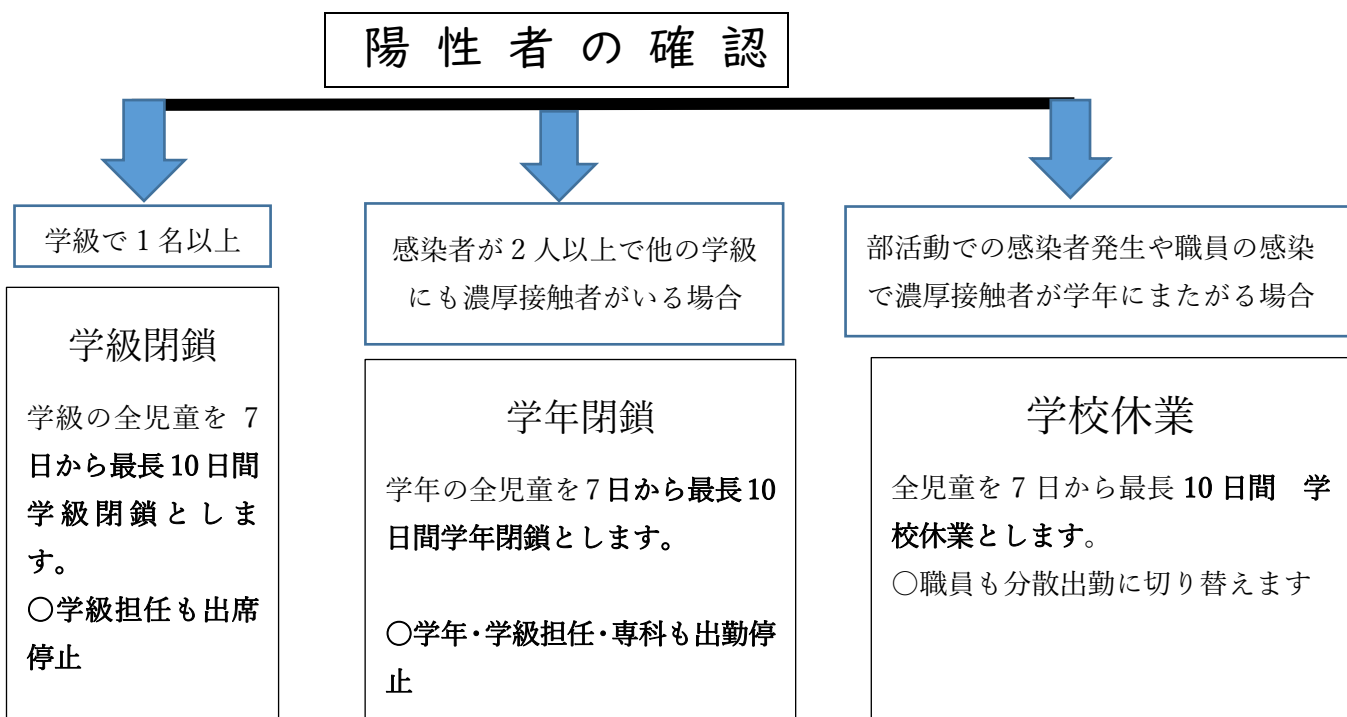 陽性者の確認
学級で1名以上
学級閉鎖
学級の全児童を 7
日から最長10日間
学級閉鎖としま
す。
○学級担任も出席
停止
感染者が2人以上で他の学級
にも濃厚接触者がいる場合
学年閉鎖
学年の全児童を7日から最長10
日間学年閉鎖とします。
○学年・学級担任・専科も出勤停
止
部活動での感染者発生や職員の感染
で濃厚接触者が学年にまたがる場合
学校休業
全児童を7日から最長 10日間　学
校休業とします。
○職員も分散出勤に切り替えます